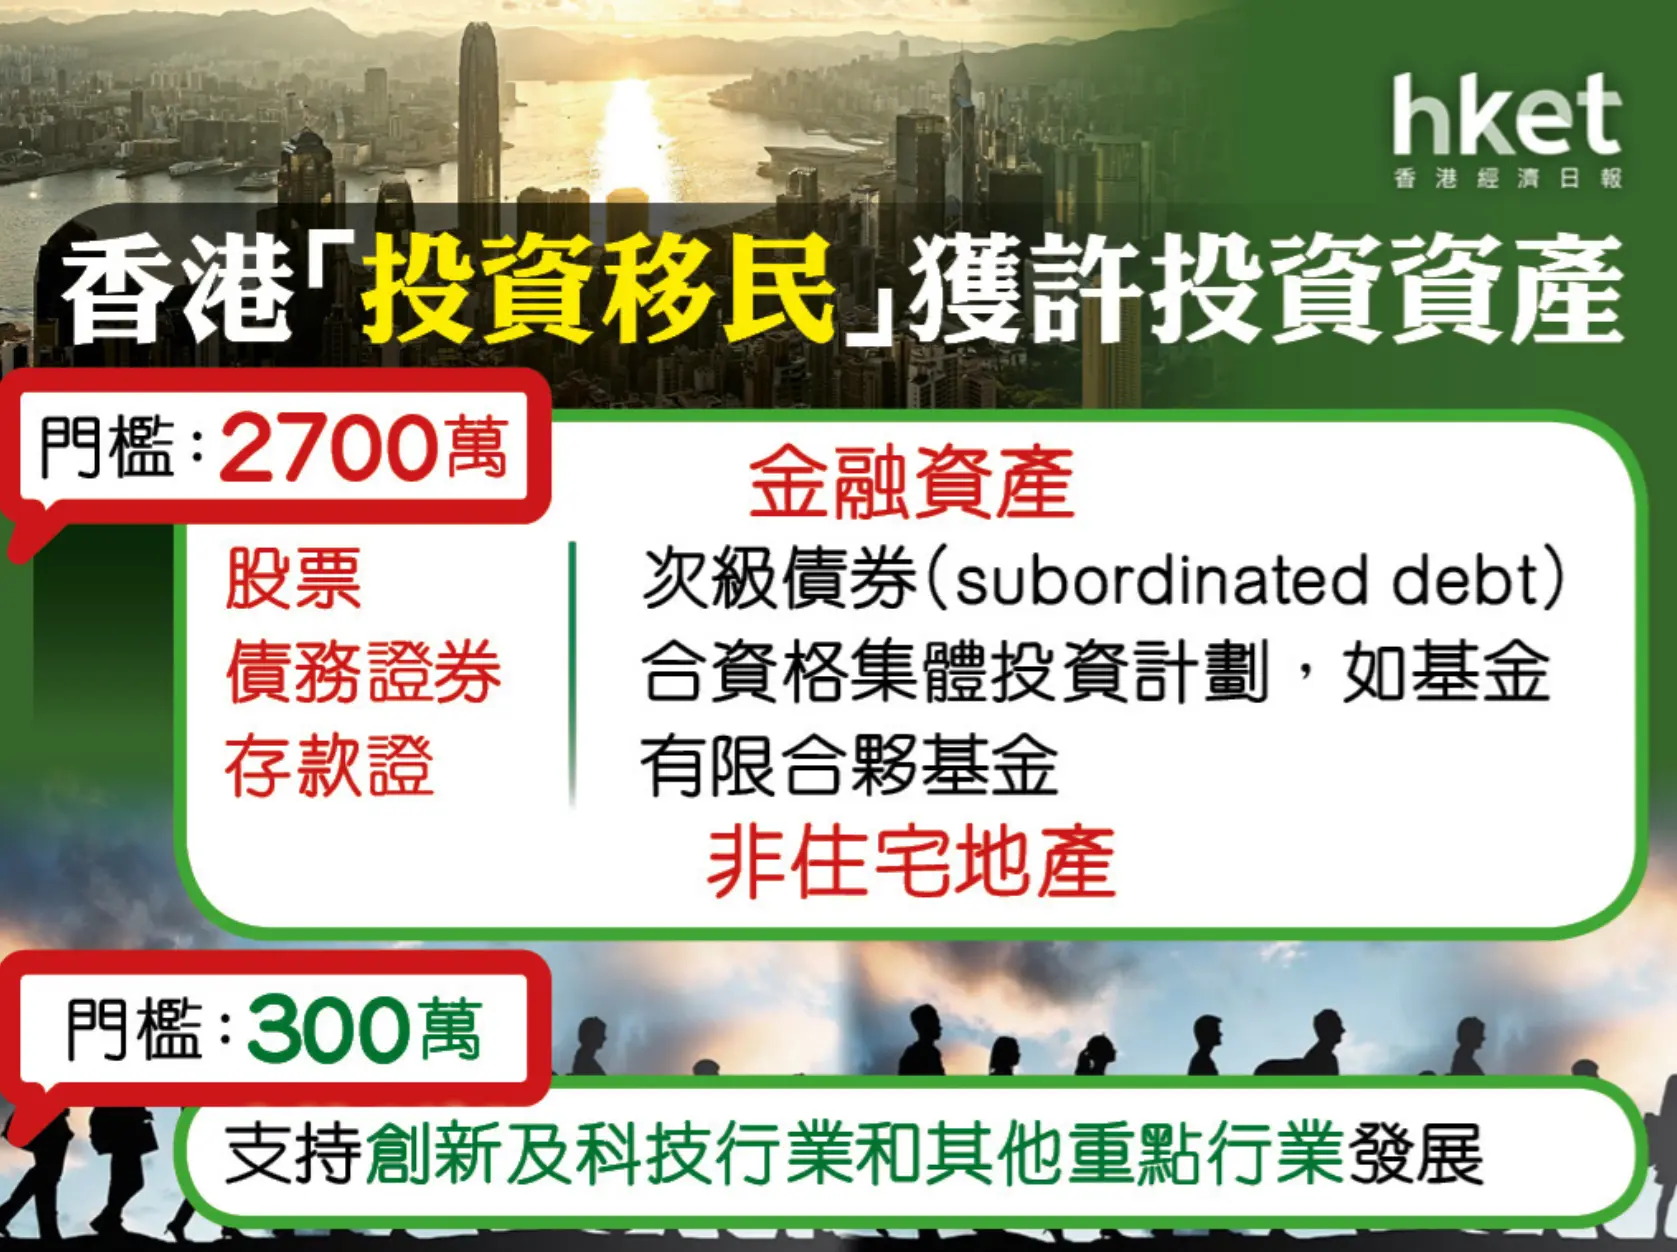 hket
香港經濟日報
香港「投資移民」獲許投資資產
門檻：2700萬
金融資產
股票
債務證券
存款證
次級債券（subordinated debt）
合資格集體投資計劃，如基金
有限合夥基金
非住宅地產
門檻：300萬
支持創新及科技行業和其他重點行業發展